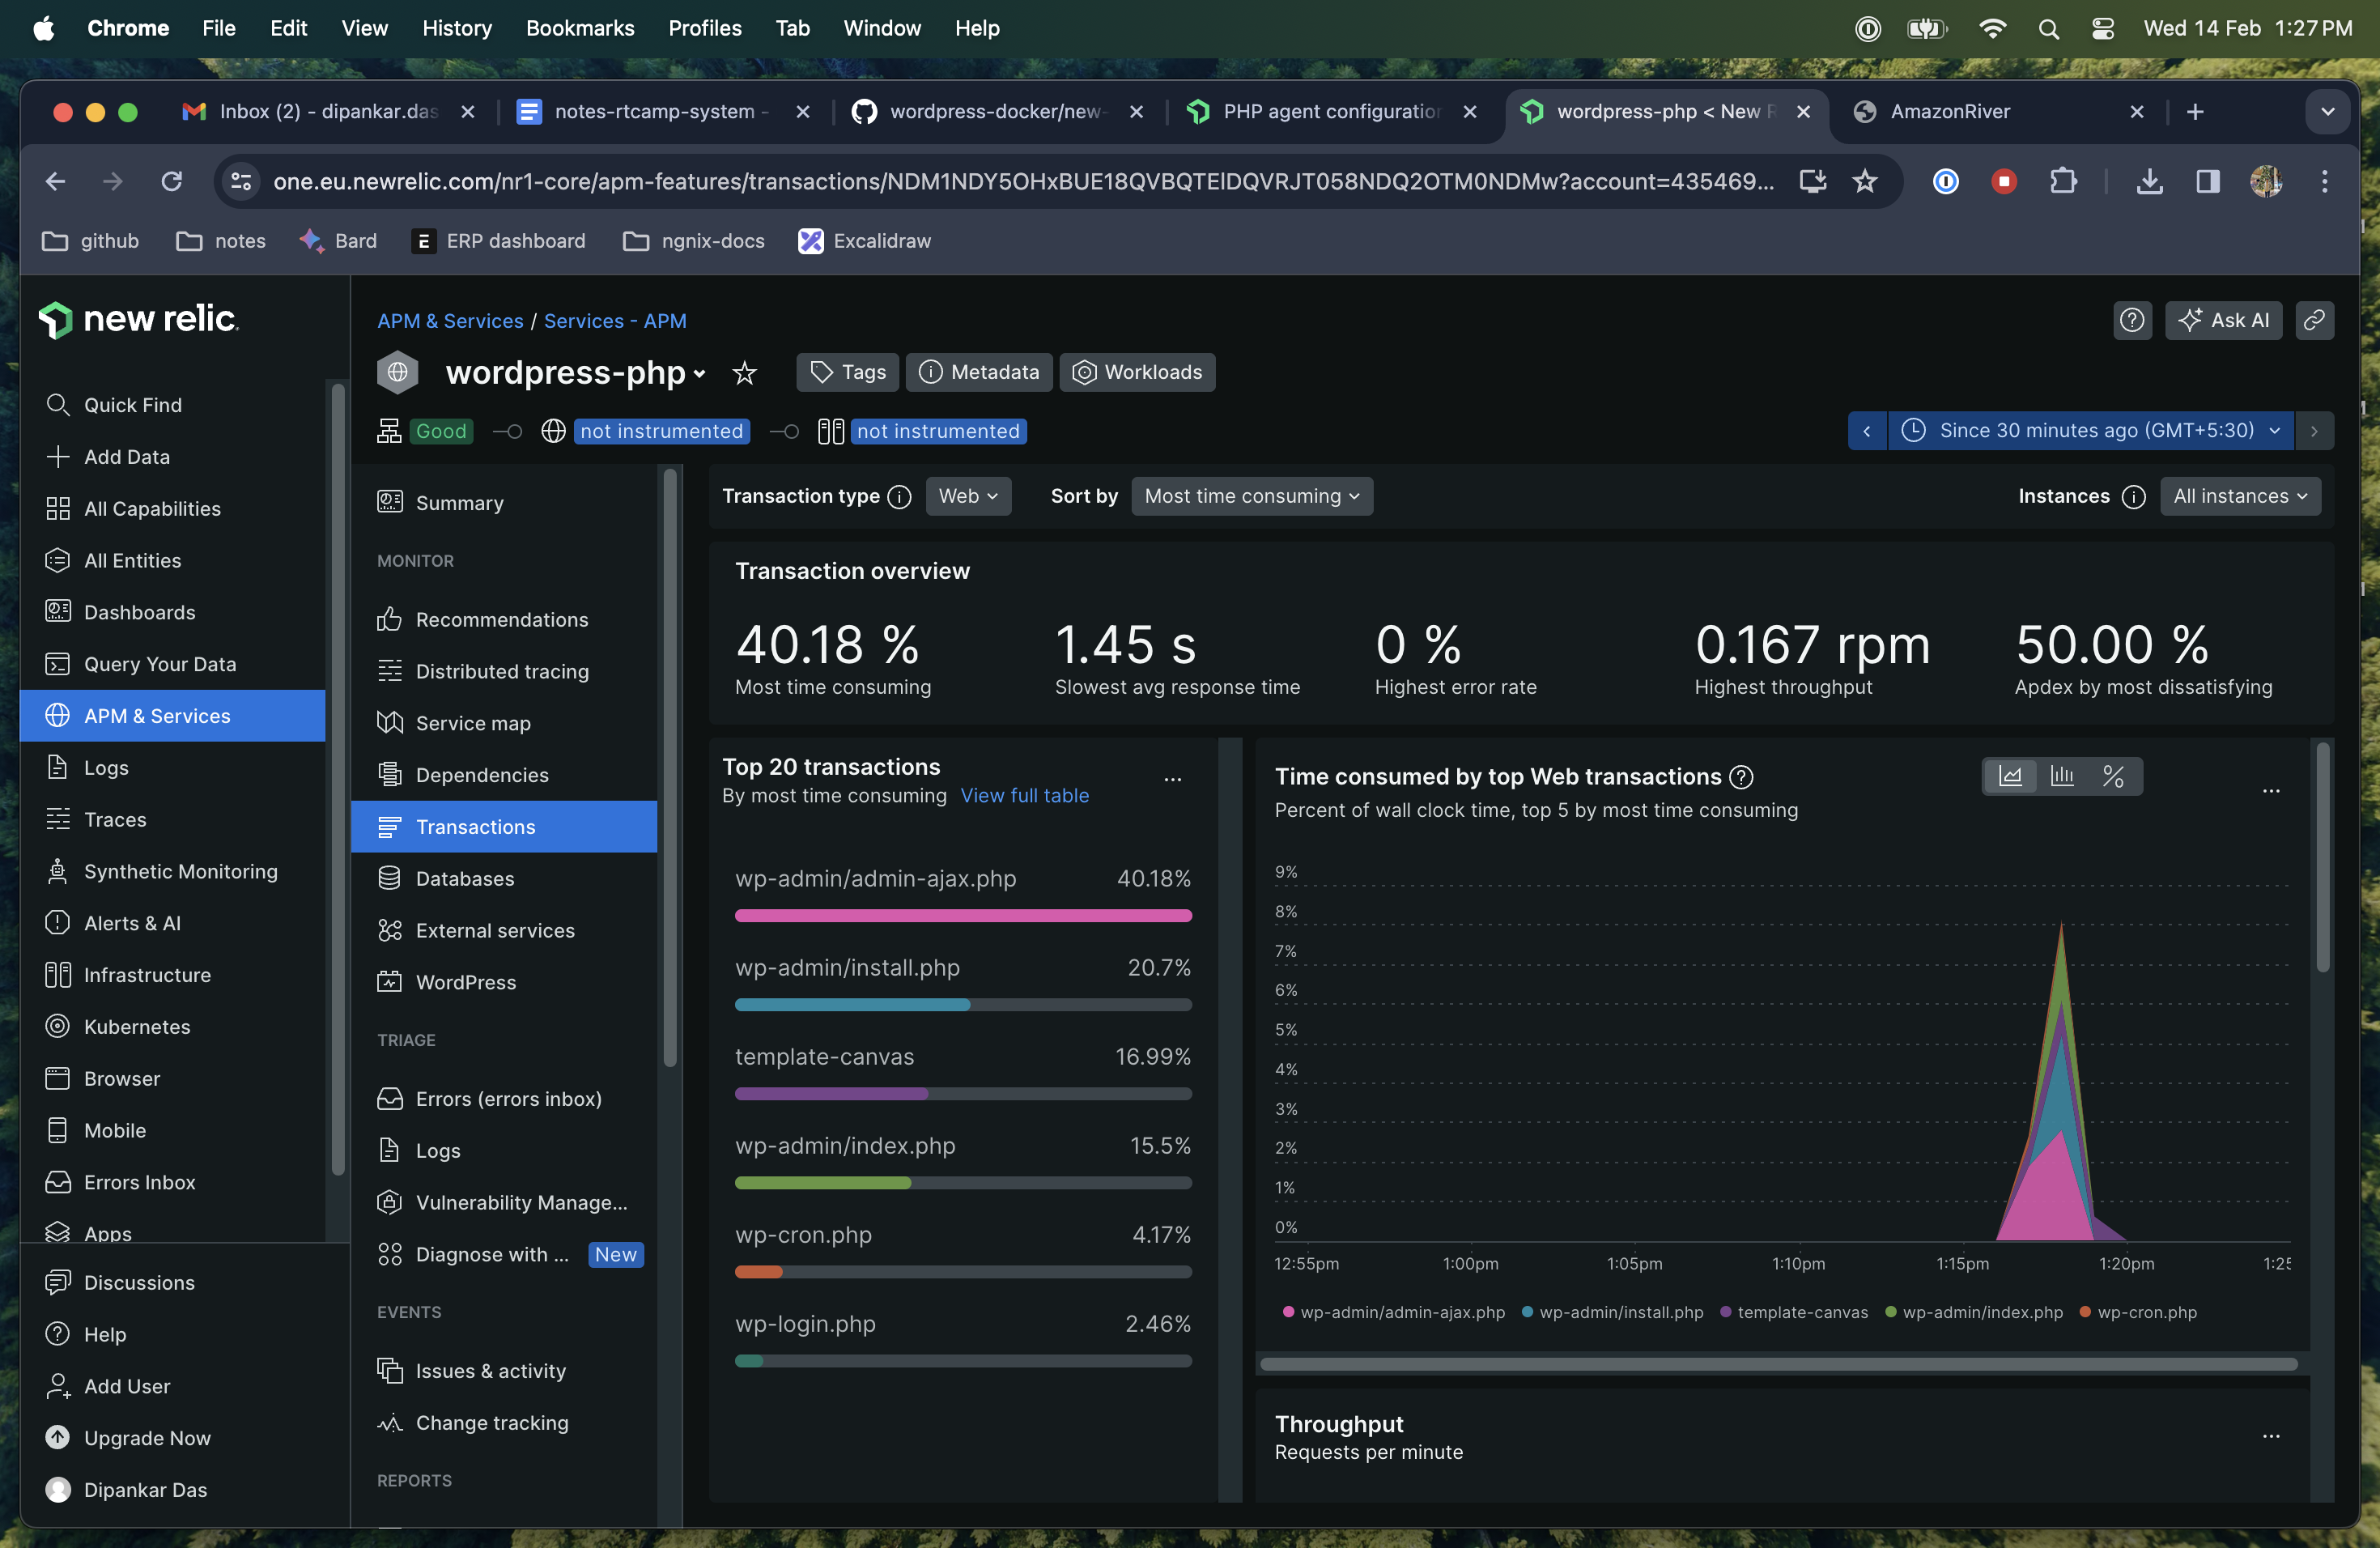 Chrome File Edit View History Bookmarks Profiles Tab Window Help Wed 14 Feb 1:27 PM
Inbox (2) - dipankar.das notes-rtcamp-system - wordpress-docker/new- PHP agent configuration wordpress-php < New R AmazonRiver
one.eu.newrelic.com/nr1-core/apm-features/transactions/NDM1NDY5OHxBUE18QVBQTElDQVRJT058NDQ2OTM0NDMw?account=435469...
github notes Bard ERP dashboard ngnix-docs Excalidraw
new relic
Quick Find
Add Data
All Capabilities
All Entities
Dashboards
Query Your Data
APM & Services
Logs
Traces
Synthetic Monitoring
Alerts & AI
Infrastructure
Kubernetes
Browser
Mobile
Errors Inbox
Apps
Discussions
Help
Add User
Upgrade Now
Dipankar Das
APM & Services / Services - APM
Ask AI
wordpress-php
Tags Metadata Workloads
Good not instrumented not instrumented
Since 30 minutes ago (GMT+5:30)
Summary
MONITOR
Recommendations
Distributed tracing
Service map
Dependencies
Transactions
Databases
External services
WordPress
TRIAGE
Errors (errors inbox)
Logs
Vulnerability Manage...
Diagnose with ... New
EVENTS
Issues & activity
Change tracking
REPORTS
Transaction type Web Sort by Most time consuming Instances All instances
Transaction overview
40.18 % 1.45 s 0 % 0.167 rpm 50.00 %
Most time consuming Slowest avg response time Highest error rate Highest throughput Apdex by most dissatisfying
Top 20 transactions
By most time consuming View full table
wp-admin/admin-ajax.php 40.18%
wp-admin/install.php 20.7%
template-canvas 16.99%
wp-admin/index.php 15.5%
wp-cron.php 4.17%
wp-login.php 2.46%
Time consumed by top Web transactions
Percent of wall clock time, top 5 by most time consuming
9%
8%
7%
6%
5%
4%
3%
2%
1%
0%
12:55pm 1:00pm 1:05pm 1:10pm 1:15pm 1:20pm 1:25
wp-admin/admin-ajax.php wp-admin/install.php template-canvas wp-admin/index.php wp-cron.php
Throughput
Requests per minute